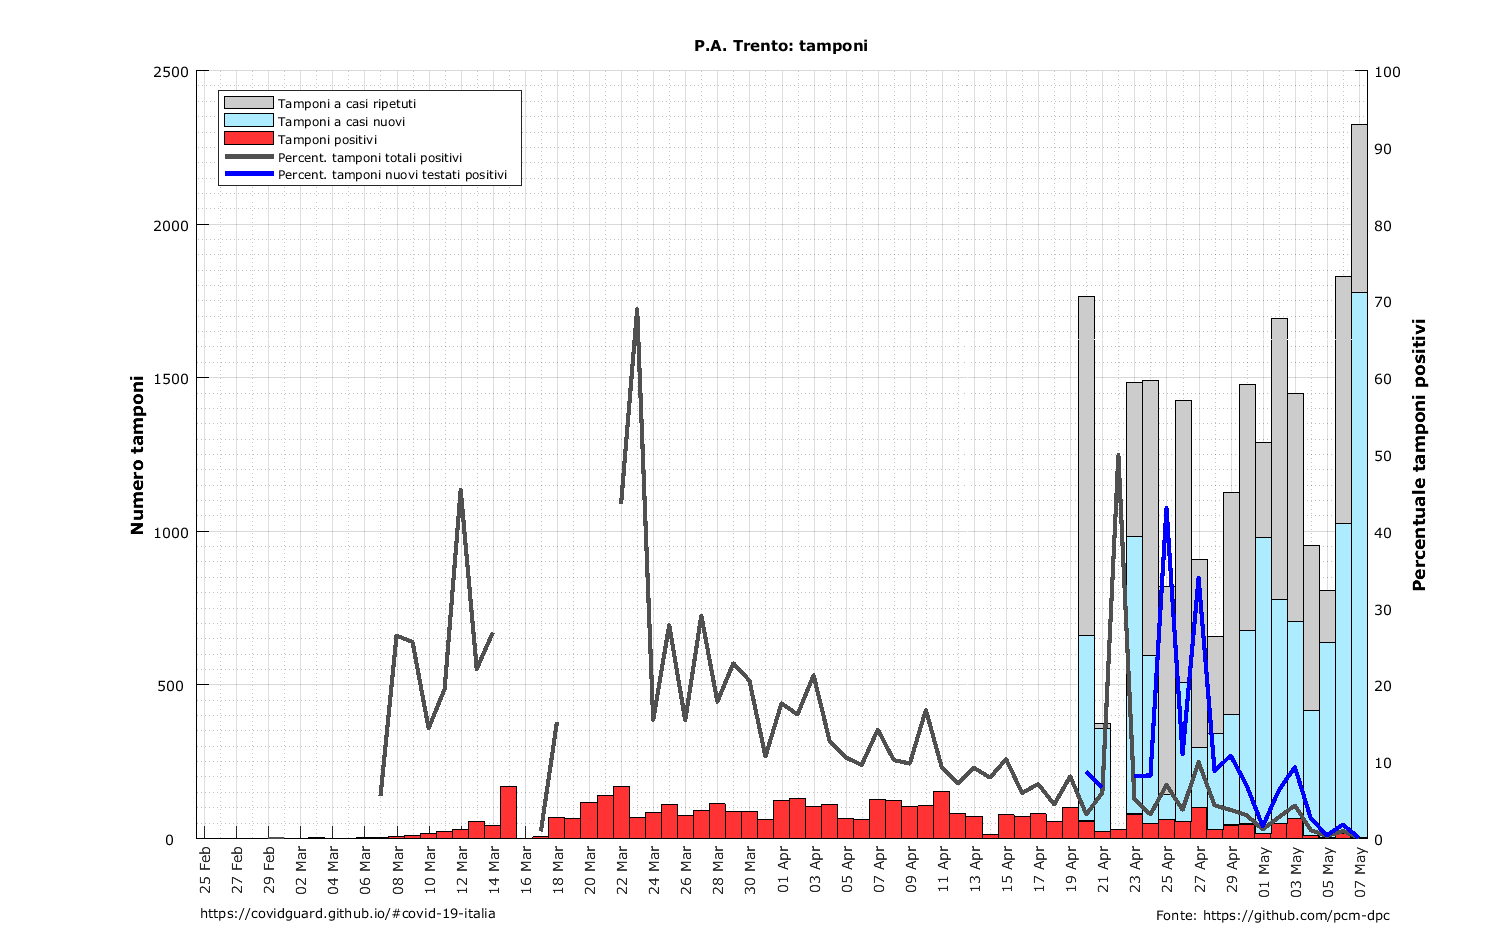 P.A. Trento: tamponi
Tamponi a casi ripetuti
Tamponi a casi nuovi
Tamponi positivi
Percent. tamponi totali positivi
Percent. tamponi nuovi testati positivi
Numero tamponi
2500
2000
1500
1000
500
0
Percentuale tamponi positivi
100
90
80
70
60
50
40
30
20
10
0
25 Feb
27 Feb
29 Feb
02 Mar
04 Mar
06 Mar
08 Mar
10 Mar
12 Mar
14 Mar
16 Mar
18 Mar
20 Mar
22 Mar
24 Mar
26 Mar
28 Mar
30 Mar
01 Apr
03 Apr
05 Apr
07 Apr
09 Apr
11 Apr
13 Apr
15 Apr
17 Apr
19 Apr
21 Apr
23 Apr
25 Apr
27 Apr
29 Apr
01 May
03 May
05 May
07 May
https://covidguard.github.io/#covid-19-italia
Fonte: https://github.com/pcm-dpc